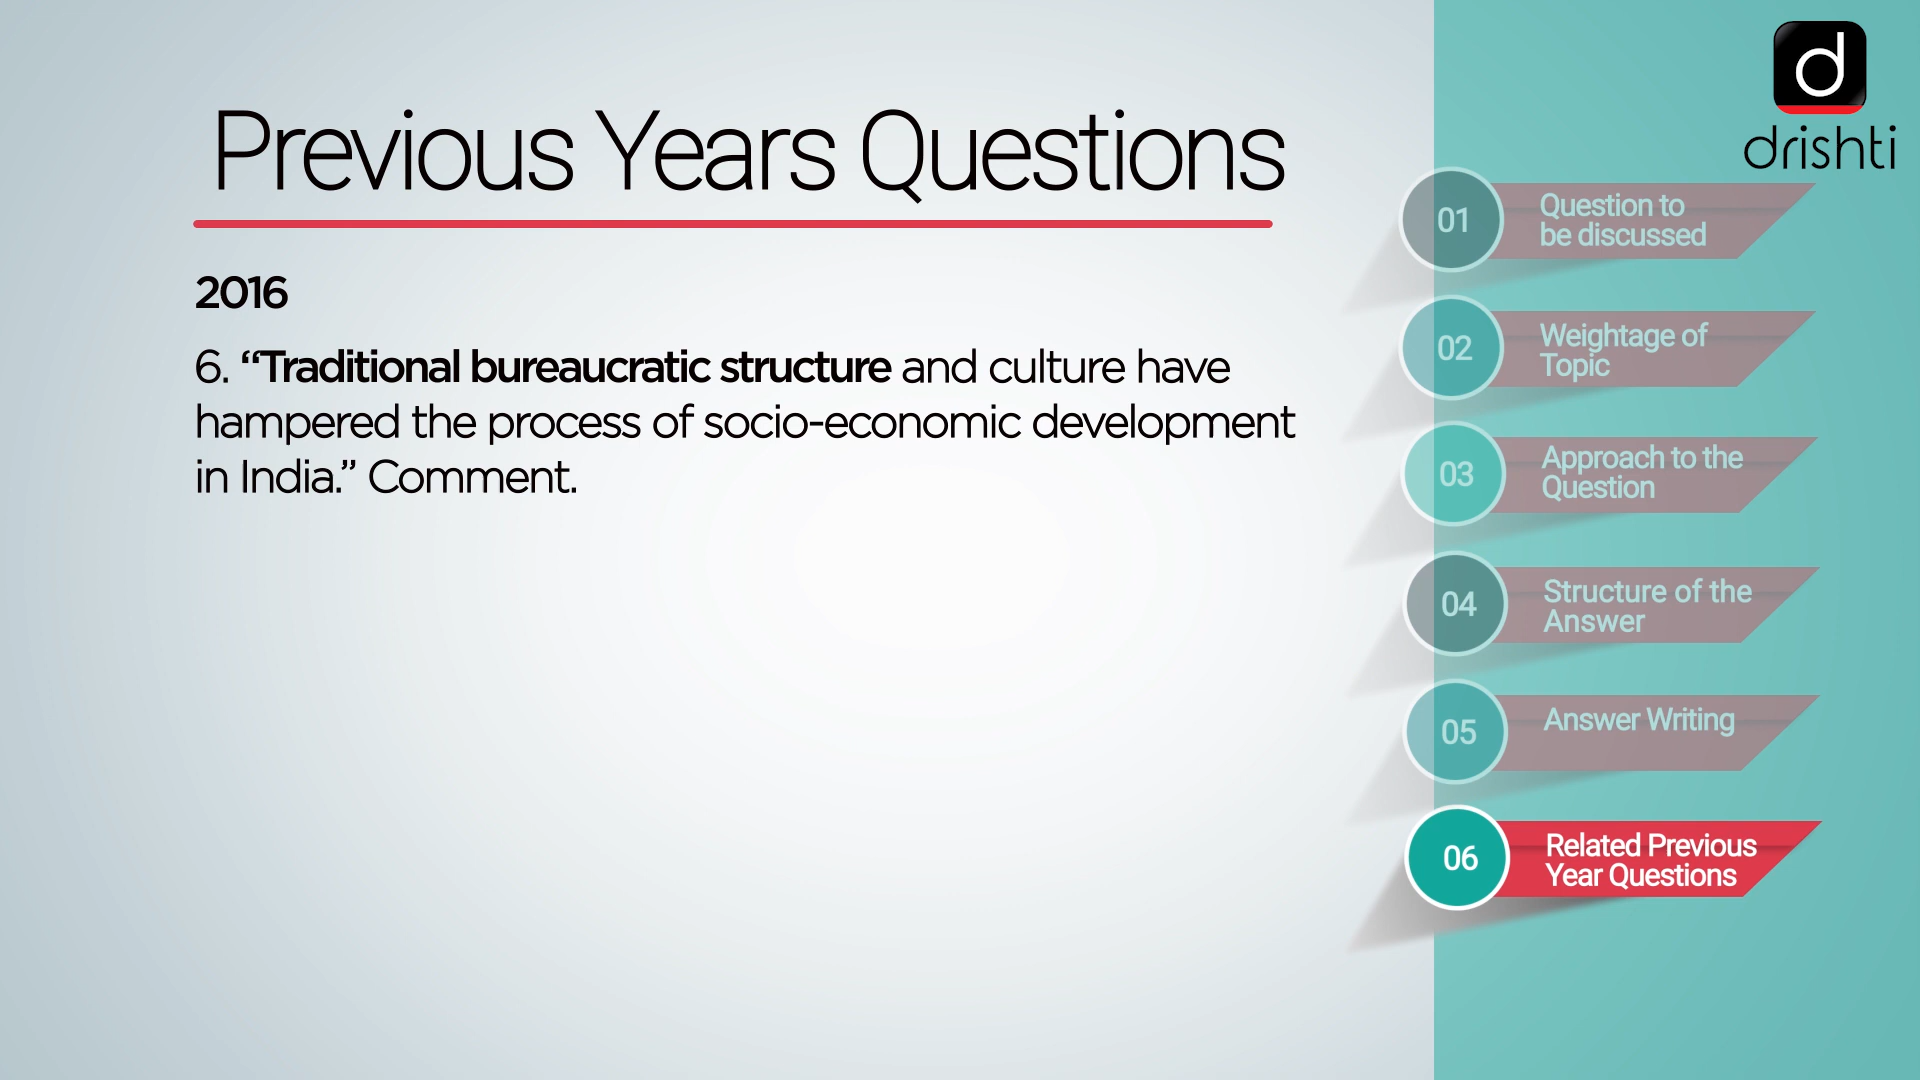 Previous Years Questions
2016
6. “Traditional bureaucratic structure and culture have
hampered the process of socio-economic development
in India.” Comment.
d
drishti
01
Question to
be discussed
02
Weightage of
Topic
03
Approach to the
Question
04
Structure of the
Answer
05
Answer Writing
06
Related Previous
Year Questions